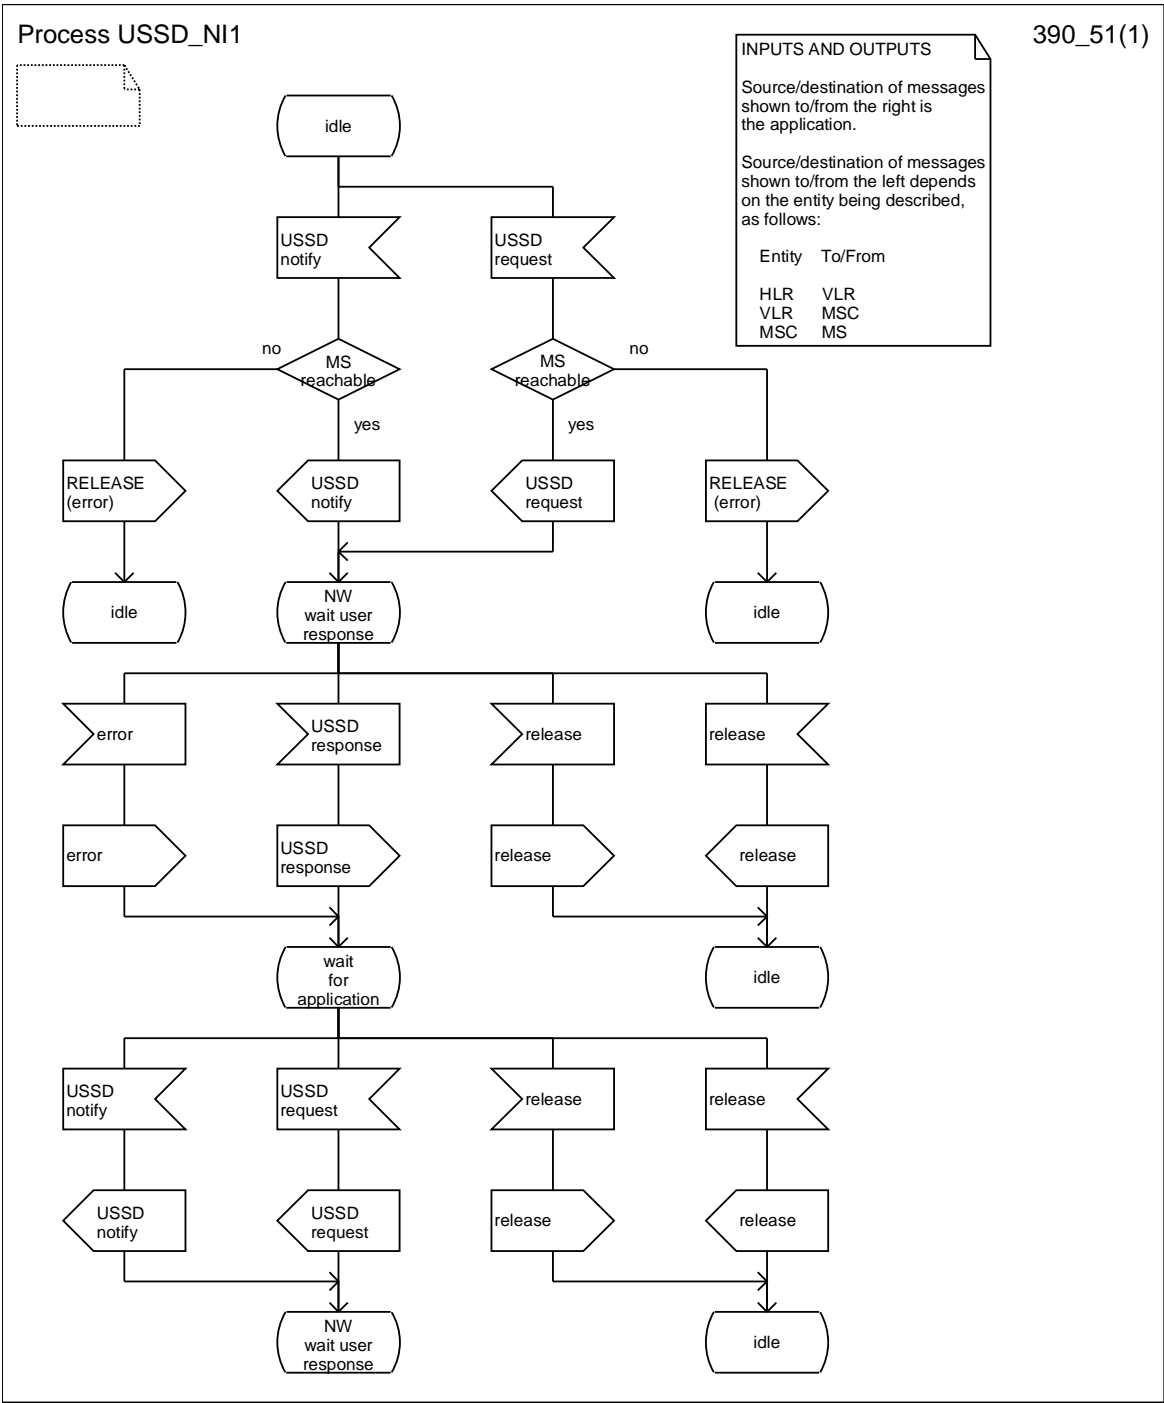 Process USSD_NI1
390_51(1)
INPUTS AND OUTPUTS
Source/destination of messages
shown to/from the right is
the application.
Source/destination of messages
shown to/from the left depends
on the entity being described,
as follows:
Entity To/From
HLR VLR
VLR MSC
MSC MS
idle
USSD
notify
USSD
request
no
MS
reachable
yes
MS
reachable
no
yes
RELEASE
(error)
USSD
notify
USSD
request
RELEASE
(error)
idle
NW
wait user
response
idle
error
USSD
response
release
release
error
USSD
response
release
release
wait
for
application
idle
USSD
notify
USSD
request
release
release
USSD
notify
USSD
request
release
release
NW
wait user
response
idle